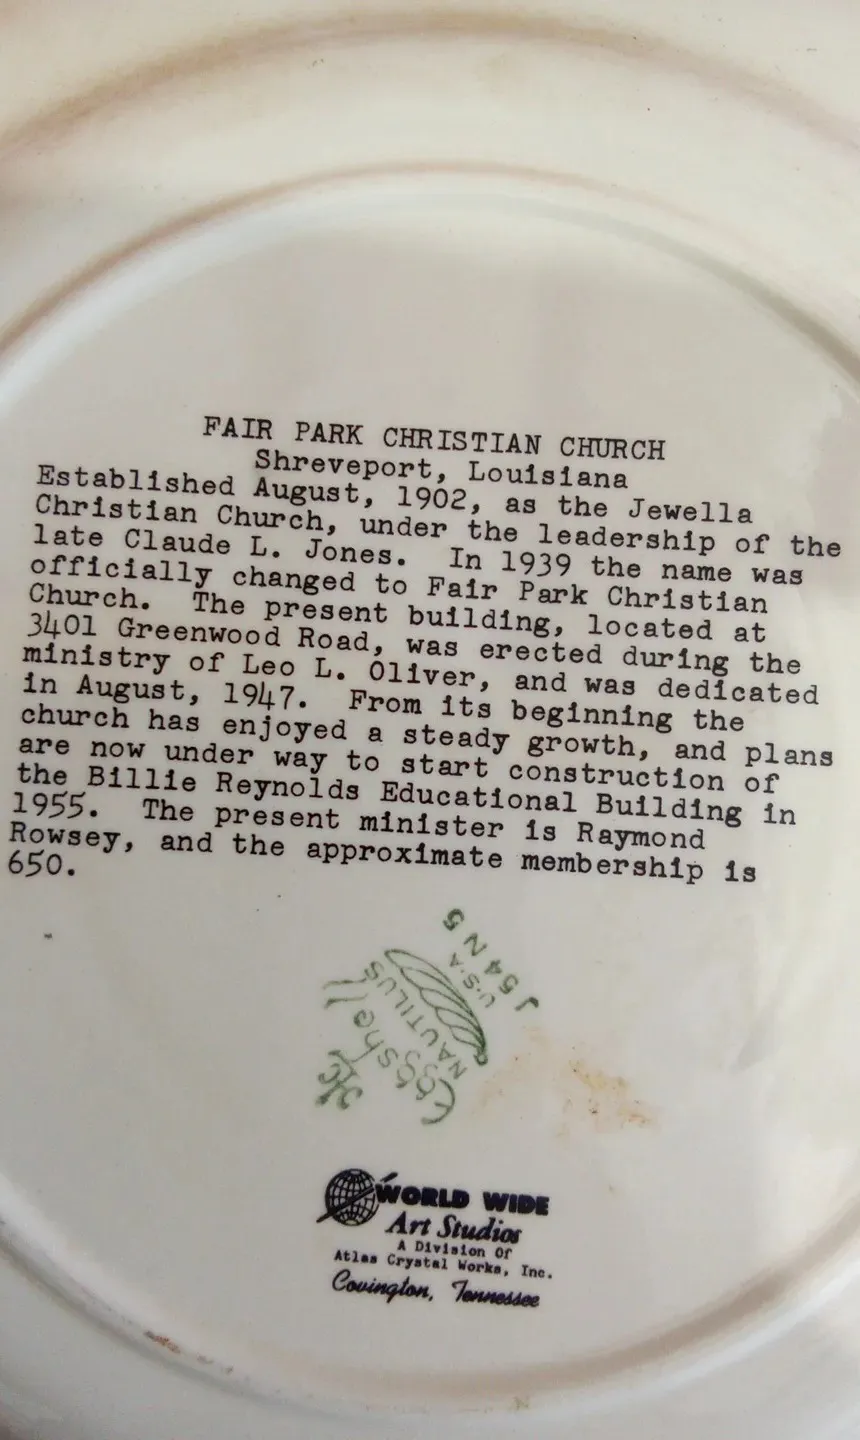 FAIR PARK CHRISTIAN CHURCH
Shreveport, Louisiana
Established August, 1902, as the Jewella
Christian Church, under the leadership of the
late Claude L. Jones. In 1939 the name was
officially changed to Fair Park Christian
Church. The present building, located at
3401 Greenwood Road, was erected during the
ministry of Leo L. Oliver, and was dedicated
in August, 1947. From its beginning the
church has enjoyed a steady growth, and plans
are now under way to start construction of
the Billie Reynolds Educational Building in
1955. The present minister is Raymond
Rowsey, and the approximate membership is
650.
Eggshell
NAUTILUS
U.S.A
J54N5
WORLD WIDE
Art Studios
A Division Of
Atlas Crystal Works, Inc.
Covington, Tennessee